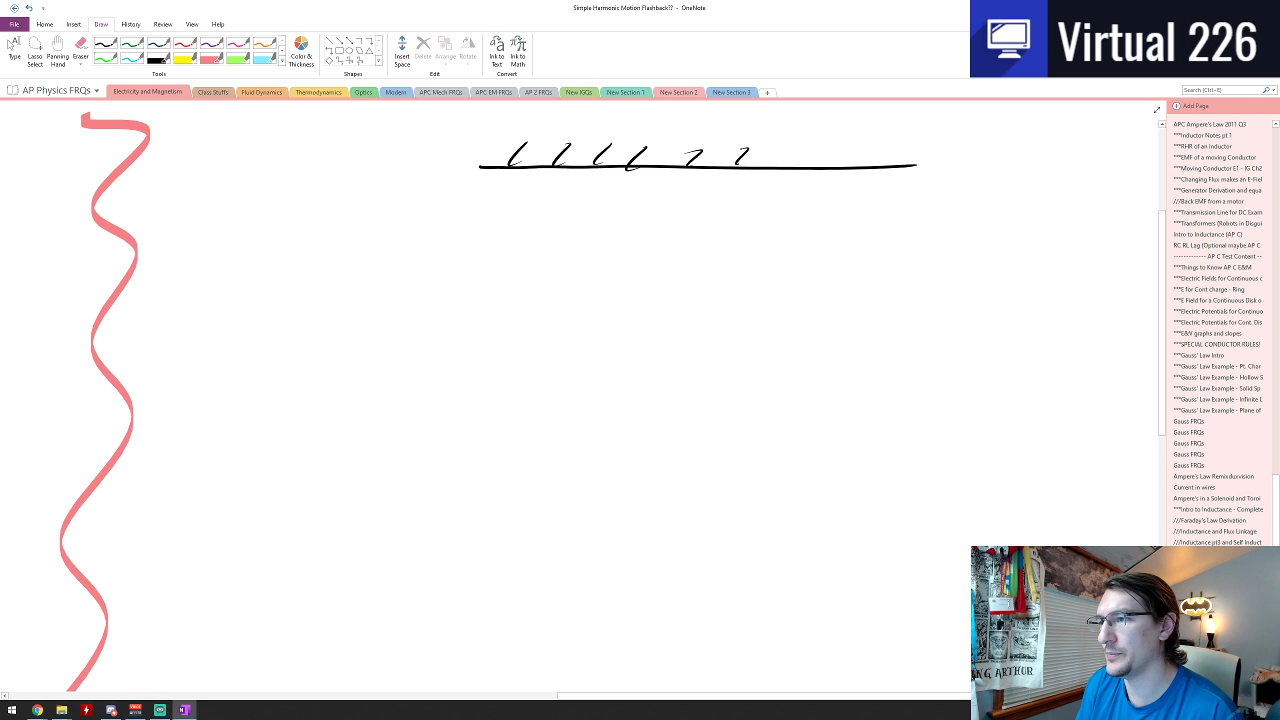 Simple Harmonic Motion Flashback?? - OneNote
File Home Insert Draw History Review View Help
Virtual 226
Type Lasso Select Panning Hand Eraser Color & Thickness Insert Space Arrange Rotate Ink to Text Ink to Math
Tools Shapes Edit Convert
AP Physics FRQs Electricity and Magnetism Class Stuffs Fluid Dynamics Thermodynamics Optics Modern APC Mech FRQs APC EM FRQs AP 2 FRQs New IGQs New Section 1 New Section 2 New Section 3 Search (Ctrl+E)
Add Page
APC Ampere's Law 2011 Q3
***Inductor Notes pt 1
***RHR of an Inductor
***EMF of a moving Conductor
***Moving Conductor E1 - IG Ch2
***Changing Flux makes an E-Fiel
***Generator Derivation and equa
///Back EMF from a motor
***Transmission Line for DC Exam
***Transformers (Robots in Disgui
Intro to Inductance (AP C)
RC RL Lag (Optional maybe AP C
------------- AP C Test Content --
***Things to Know AP C E&M
***Electric Fields for Continuous c
***E for Cont charge - Ring
***E Field for a Continuous Disk o
***Electric Potentials for Continuo
***Electric Potentials for Cont. Dis
***E&V graphs and slopes
***SPECIAL CONDUCTOR RULES!
***Gauss' Law Intro
***Gauss' Law Example - Pt. Char
***Gauss' Law Example - Hollow S
***Gauss' Law Example - Solid Sp
***Gauss' Law Example - Infinite L
***Gauss' Law Example - Plane of
Gauss FRQs
Gauss FRQs
Gauss FRQs
Gauss FRQs
Gauss FRQs
Ampere's Law Remixduxvision
Current in wires
Ampere's in a Solenoid and Toroi
***Intro to Inductance - Complete
///Faraday's Law Derivation
///Inductance and Flux Linkage
///Inductance pt3 and Self Induct
NG ARTHUR